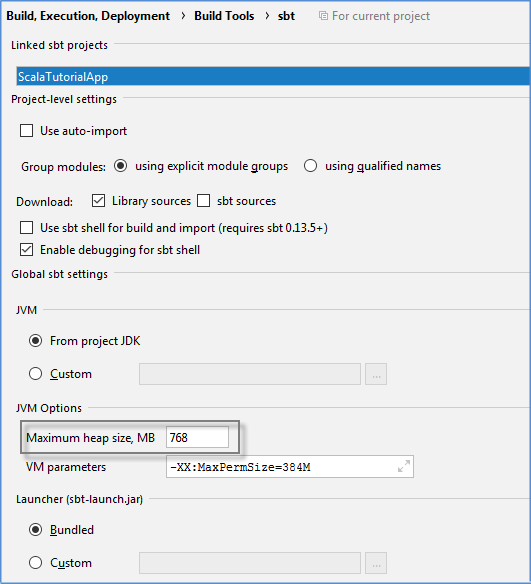 Build, Execution, Deployment › Build Tools › sbt For current project
Linked sbt projects
ScalaTutorialApp
Project-level settings
Use auto-import
Group modules: using explicit module groups using qualified names
Download: Library sources sbt sources
Use sbt shell for build and import (requires sbt 0.13.5+)
Enable debugging for sbt shell
Global sbt settings
JVM
From project JDK
Custom ...
JVM Options
Maximum heap size, MB 768
VM parameters -XX:MaxPermSize=384M
Launcher (sbt-launch.jar)
Bundled
Custom ...